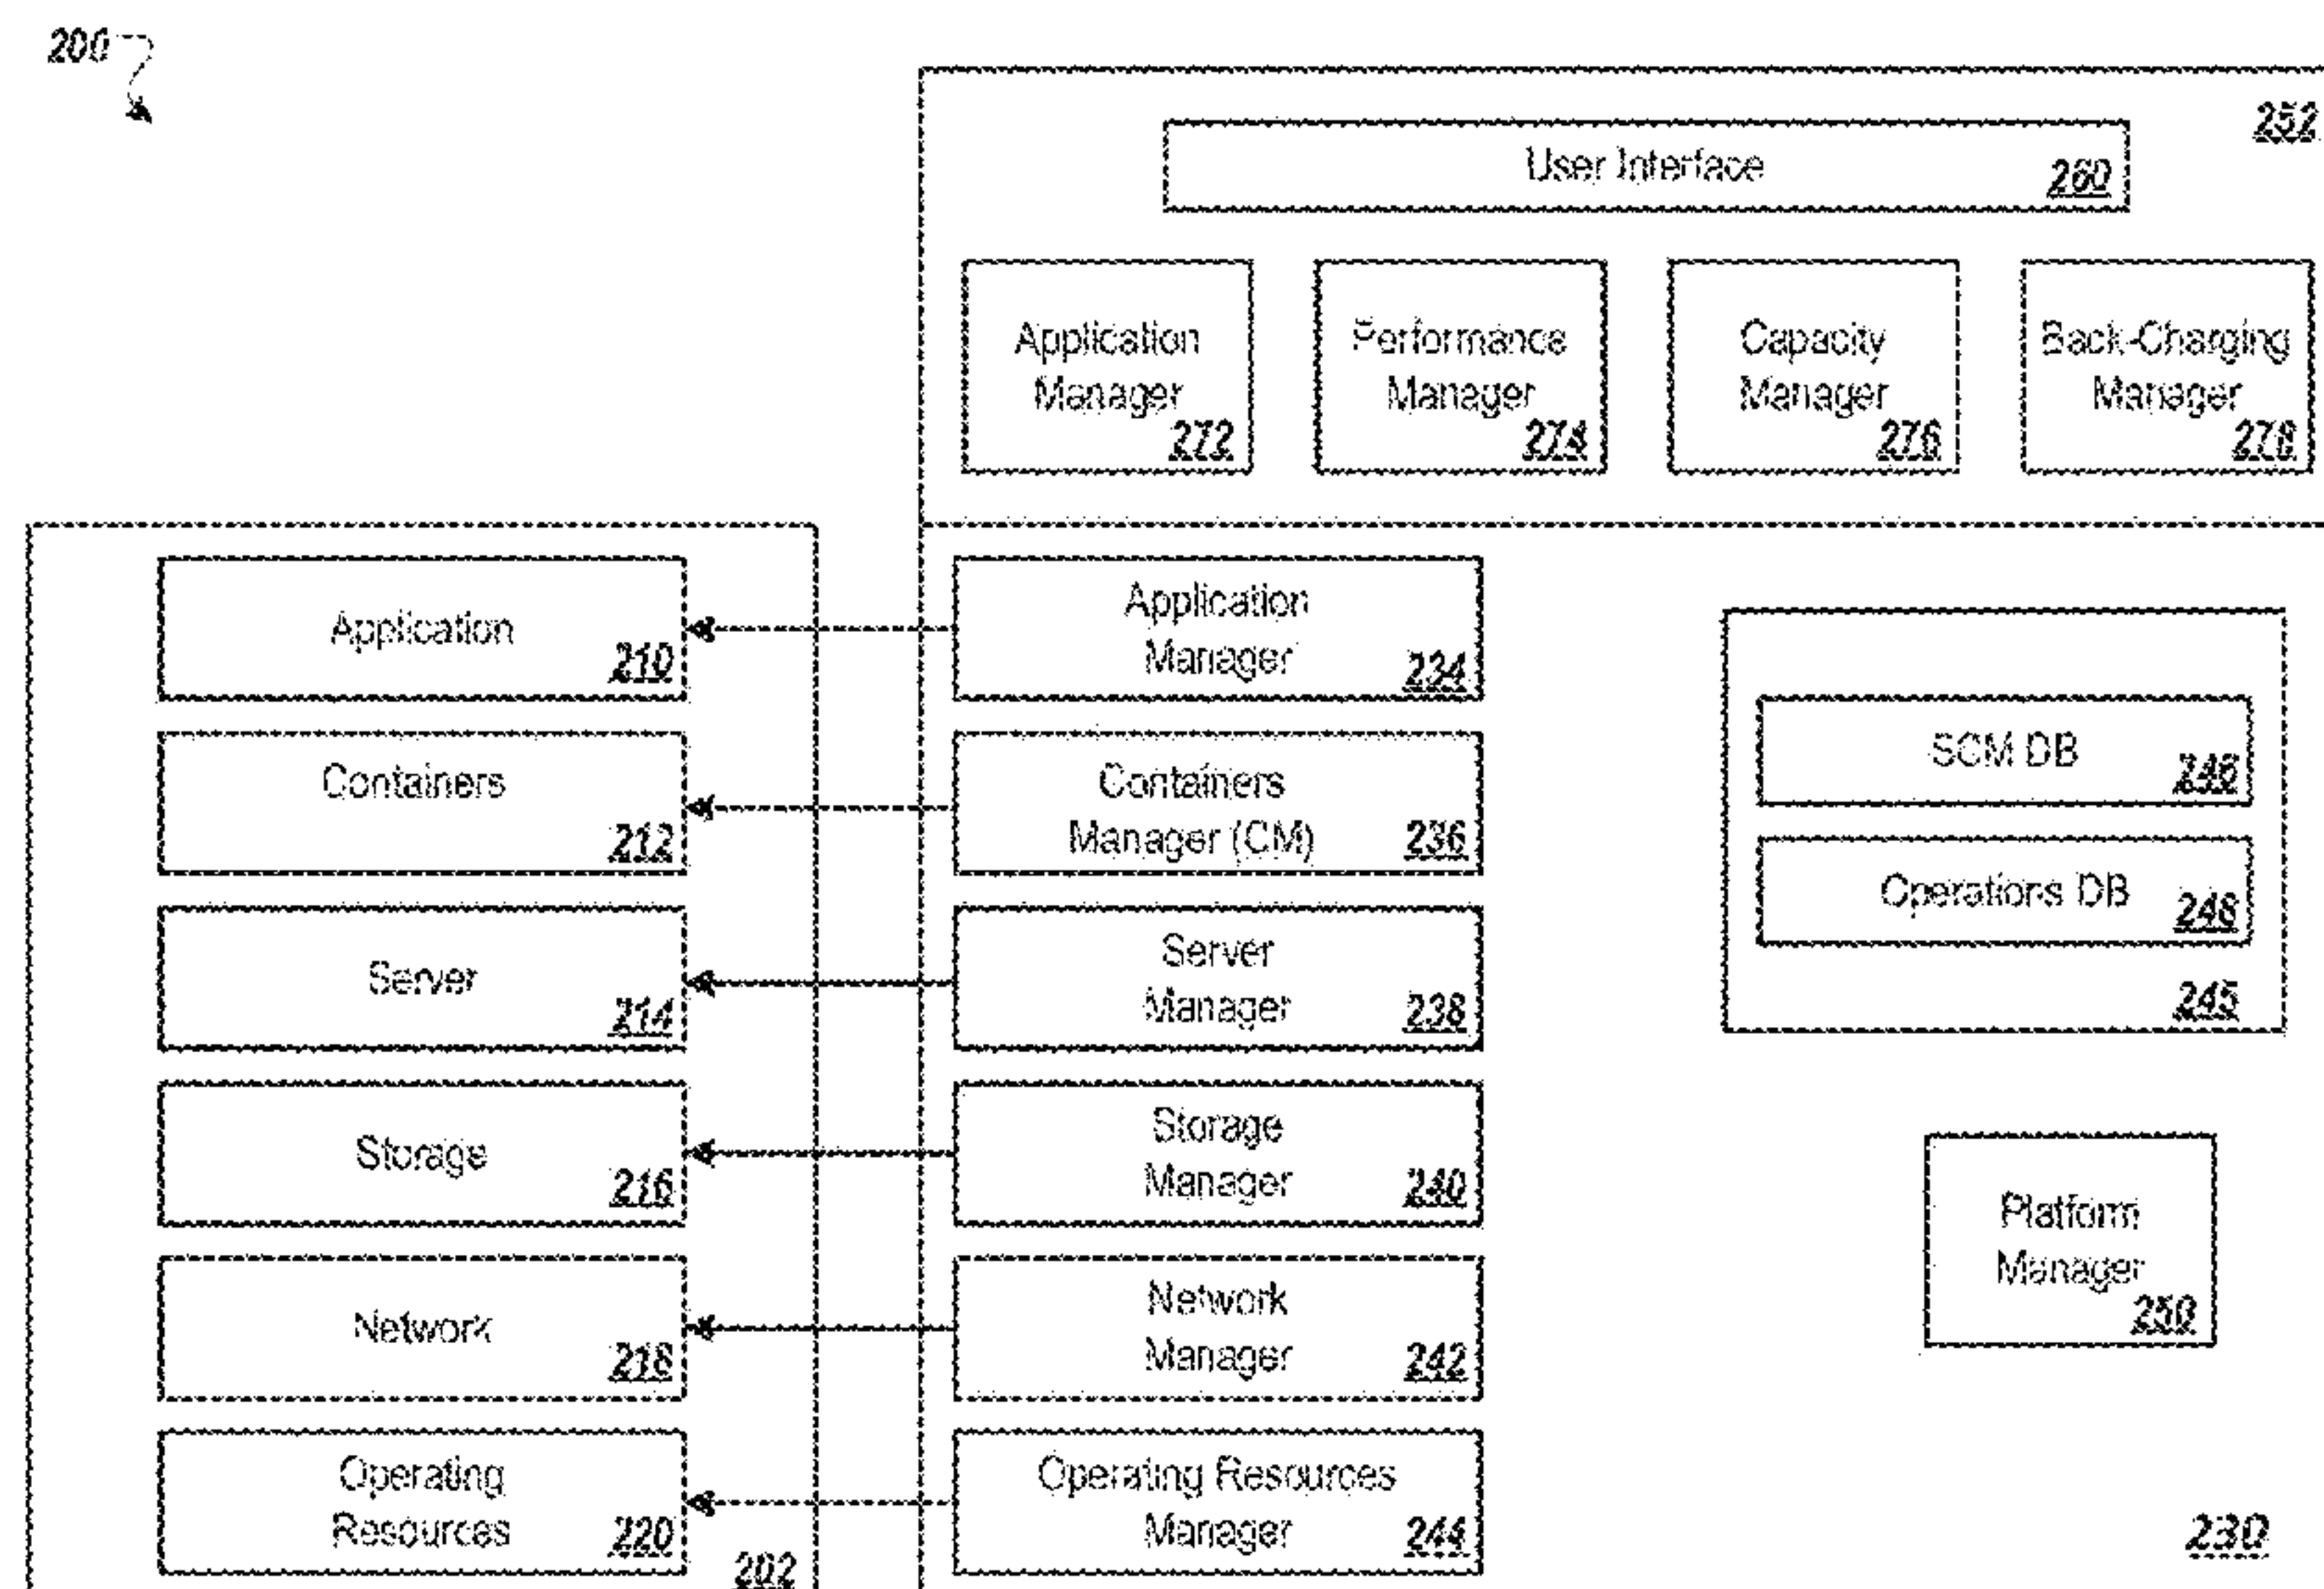 200
252
User Interface
260
Application
Manager
272
Performance
Manager
274
Capacity
Manager
276
Back-Charging
Manager
278
Application
210
Application
Manager
234
Containers
212
Containers
Manager (CM)
236
Server
214
Server
Manager
238
Storage
216
Storage
Manager
240
Network
218
Network
Manager
242
Operating
Resources
220
202
Operating Resources
Manager
244
SCM DB
246
Operations DB
248
245
Platform
Manager
250
230